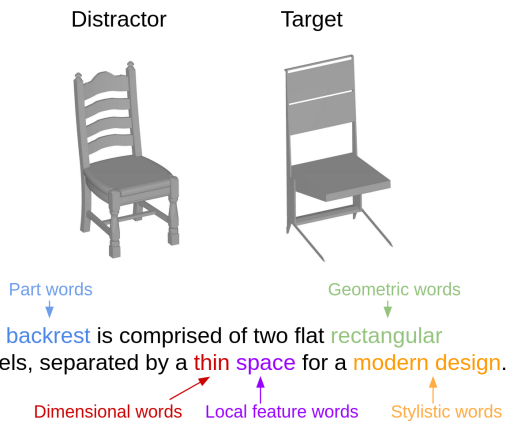 Distractor Target
Part words Geometric words
backrest is comprised of two flat rectangular
els, separated by a thin space for a modern design.
Dimensional words Local feature words Stylistic words